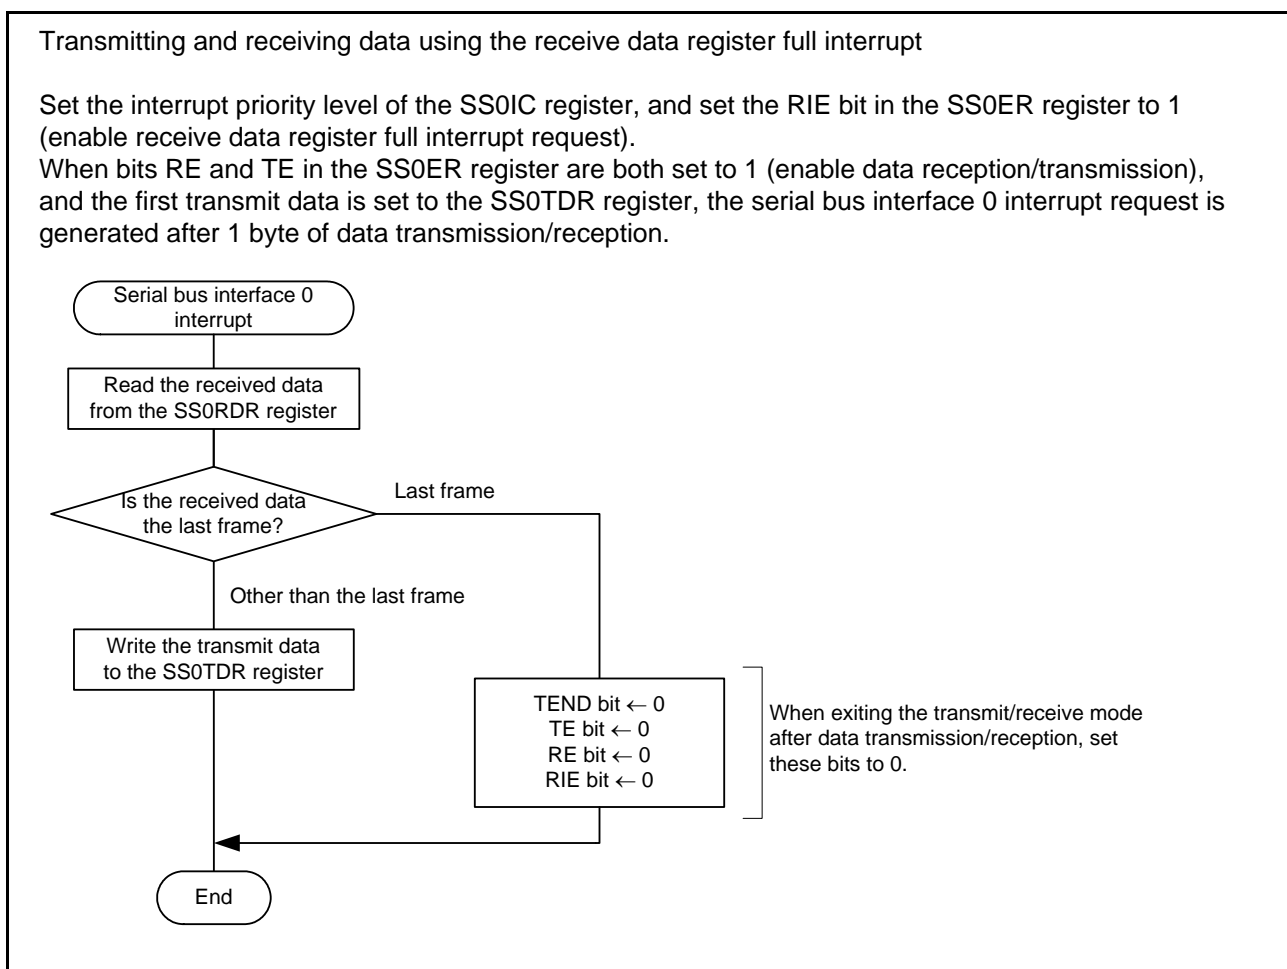 Transmitting and receiving data using the receive data register full interrupt
Set the interrupt priority level of the SS0IC register, and set the RIE bit in the SS0ER register to 1
(enable receive data register full interrupt request).
When bits RE and TE in the SS0ER register are both set to 1 (enable data reception/transmission),
and the first transmit data is set to the SS0TDR register, the serial bus interface 0 interrupt request is
generated after 1 byte of data transmission/reception.
Serial bus interface 0
interrupt
Read the received data
from the SS0RDR register
Is the received data
the last frame?
Last frame
Other than the last frame
Write the transmit data
to the SS0TDR register
TEND bit ← 0
TE bit ← 0
RE bit ← 0
RIE bit ← 0
When exiting the transmit/receive mode
after data transmission/reception, set
these bits to 0.
End